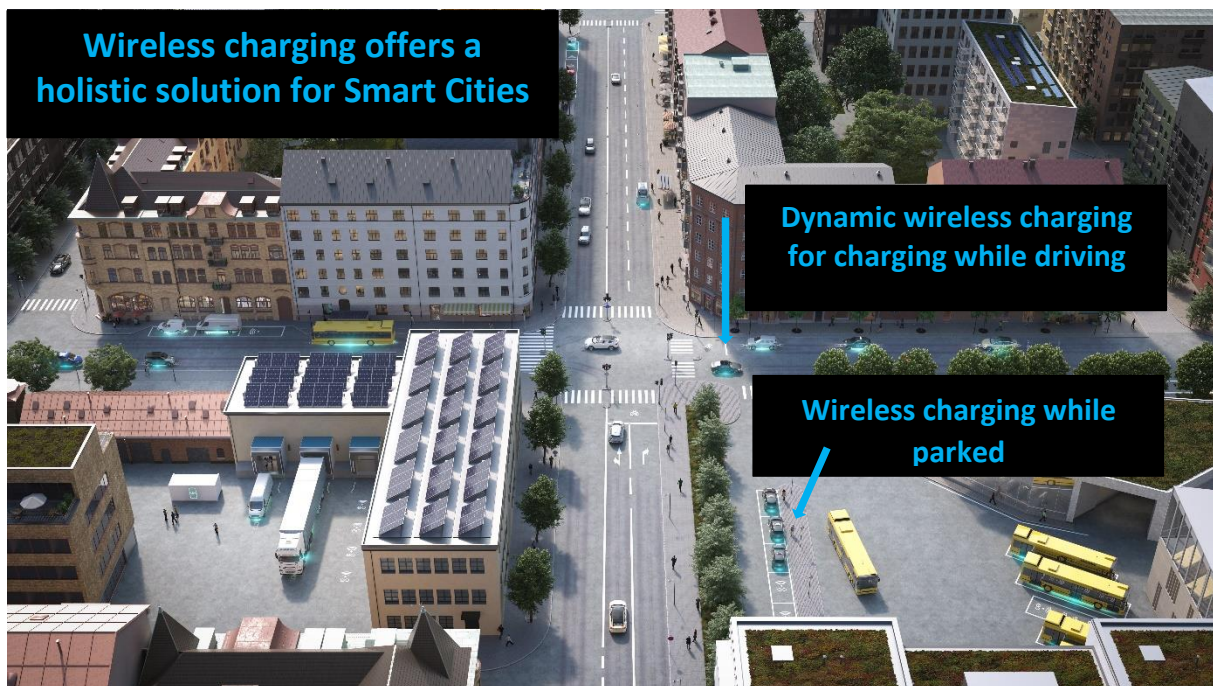 Wireless charging offers a
holistic solution for Smart Cities
Dynamic wireless charging
for charging while driving
Wireless charging while
parked